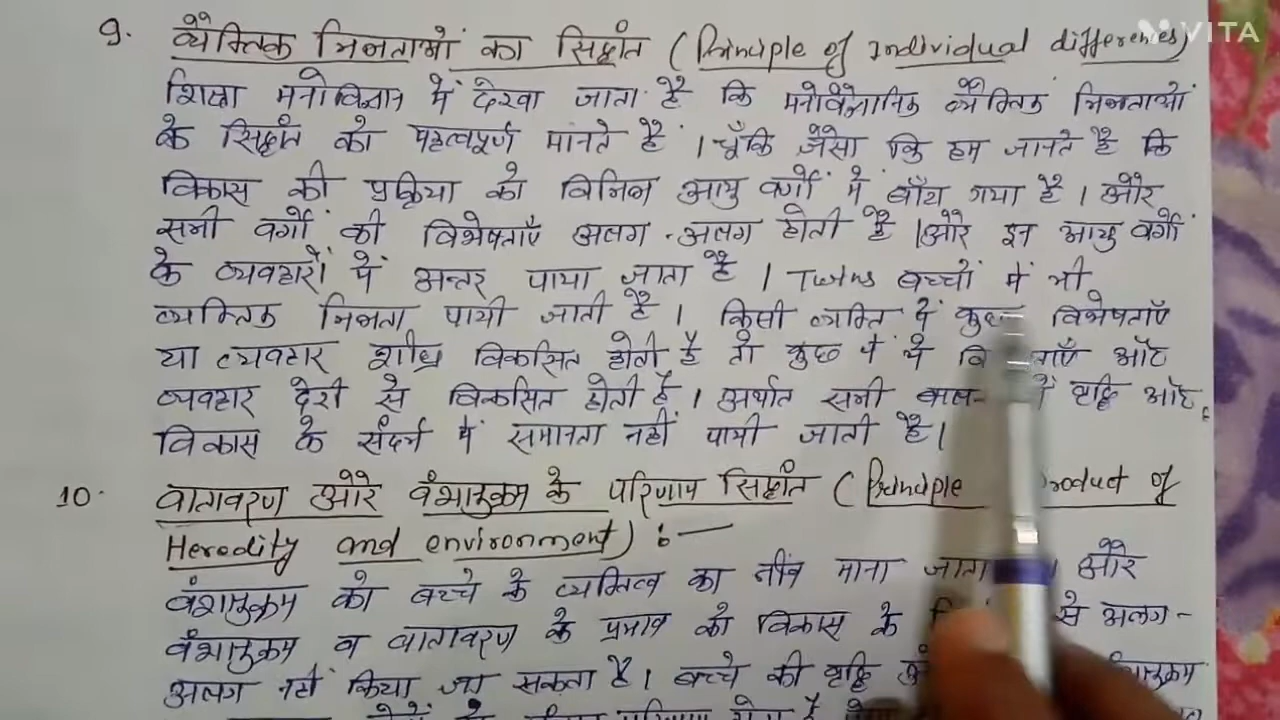 VITA
9. वैयक्तिक भिन्नताओं का सिद्धांत (Principle of Individual differences)
शिक्षा मनोविज्ञान में देखा जाता है कि मनोवैज्ञानिक वैयक्तिक भिन्नताओं
के सिद्धांत को महत्वपूर्ण मानते है । चूँकि जैसा कि हम जानते है कि
विकास की प्रक्रिया को विभिन्न आयु वर्गों में बाँटा गया है । और
सभी वर्गों की विशेषताएँ अलग-अलग होती है । और इन आयु वर्गों
के व्यवहारों में अन्तर पाया जाता है । Twins बच्चों में भी
व्यक्तिक भिन्नता पायी जाती है । किसी व्यक्ति में कुछ विशेषताएँ
या व्यवहार शीघ्र विकसित होती है तो कुछ में ये और
व्यवहार देरी से विकसित होती है । अर्थात सभी में वृद्धि और
विकास के संदर्भ में समानता नहीं पायी जाती है ।
10. वातावरण और वंशानुक्रम के परिणाम सिद्धांत (Principle Product of
Heredity and environment) :—
वंशानुक्रम को बच्चे के व्यक्तित्व का नींव माना जाता । और
वंशानुक्रम व वातावरण के प्रभाव को विकास के से अलग-
अलग नहीं किया जा सकता है । बच्चे की वृद्धि वंशानुक्रम